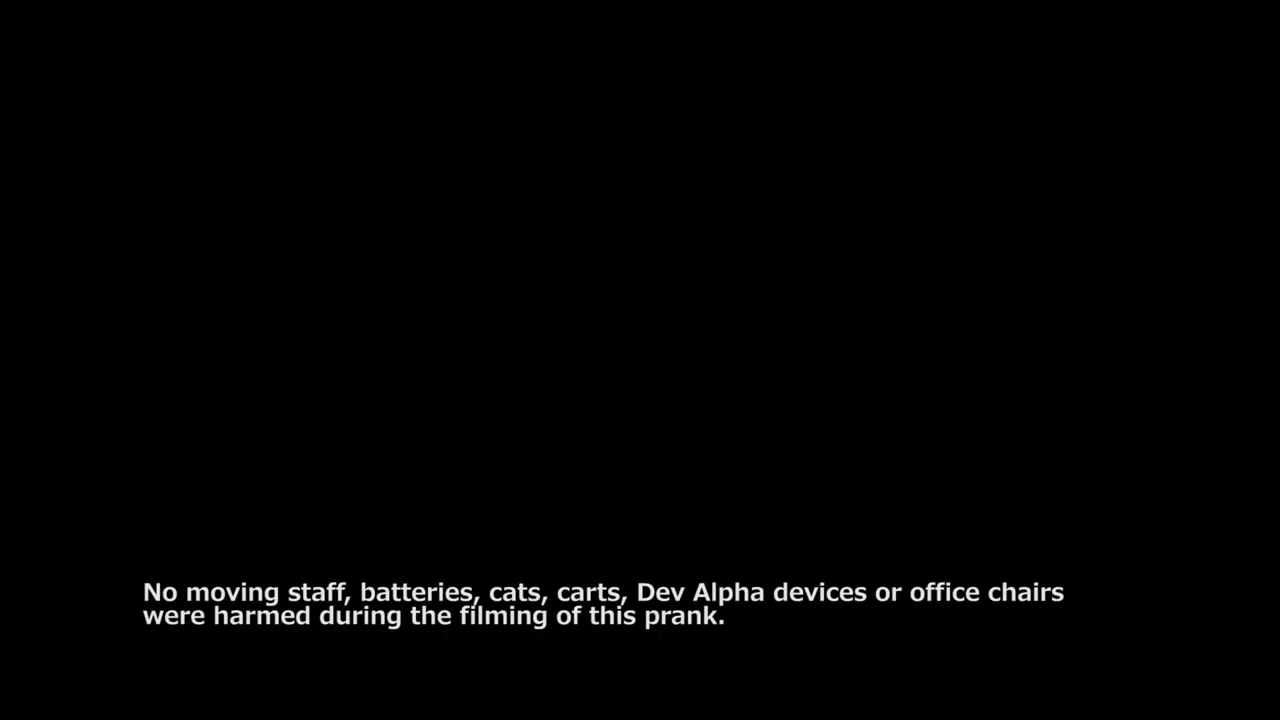 No moving staff, batteries, cats, carts, Dev Alpha devices or office chairs
were harmed during the filming of this prank.